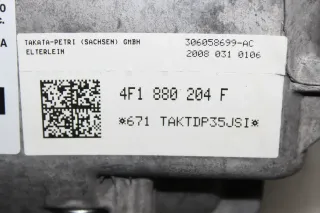 TAKATA-PETRI (SACHSEN) GMBH
ELTERLEIN
306058699-AC
2008 031 0106
4F1 880 204 F
*671 TAKTDP35JSI*